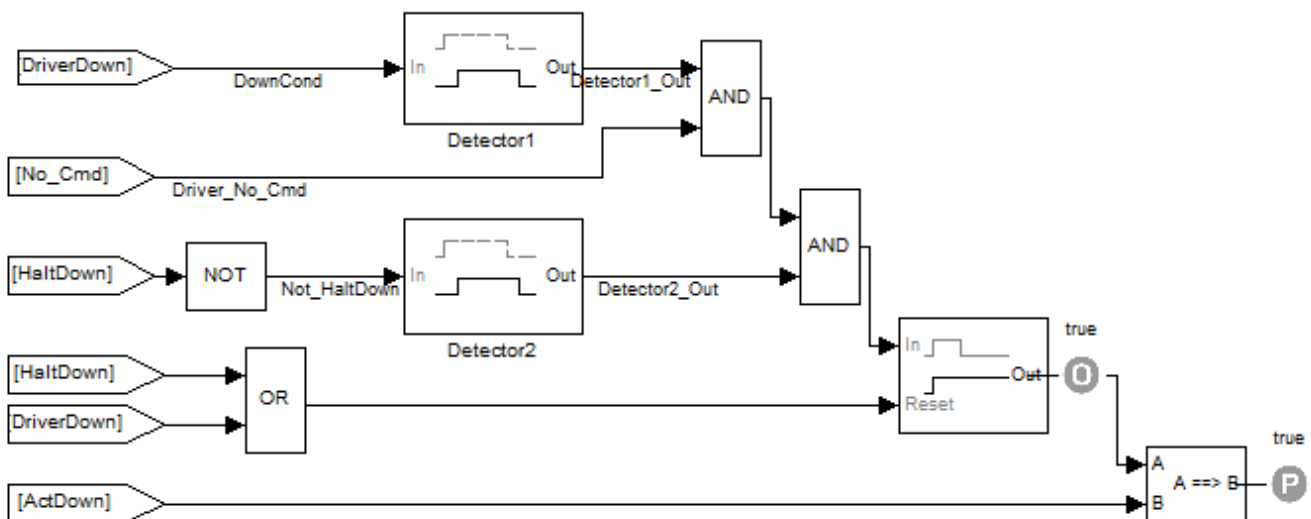 [DriverDown]
DownCond
In
Out
Detector1
Detector1_Out
AND
[No_Cmd]
Driver_No_Cmd
[HaltDown]
NOT
Not_HaltDown
In
Out
Detector2
Detector2_Out
AND
[HaltDown]
[DriverDown]
OR
In
Out
Reset
true
O
[ActDown]
A
B
A ==> B
true
P